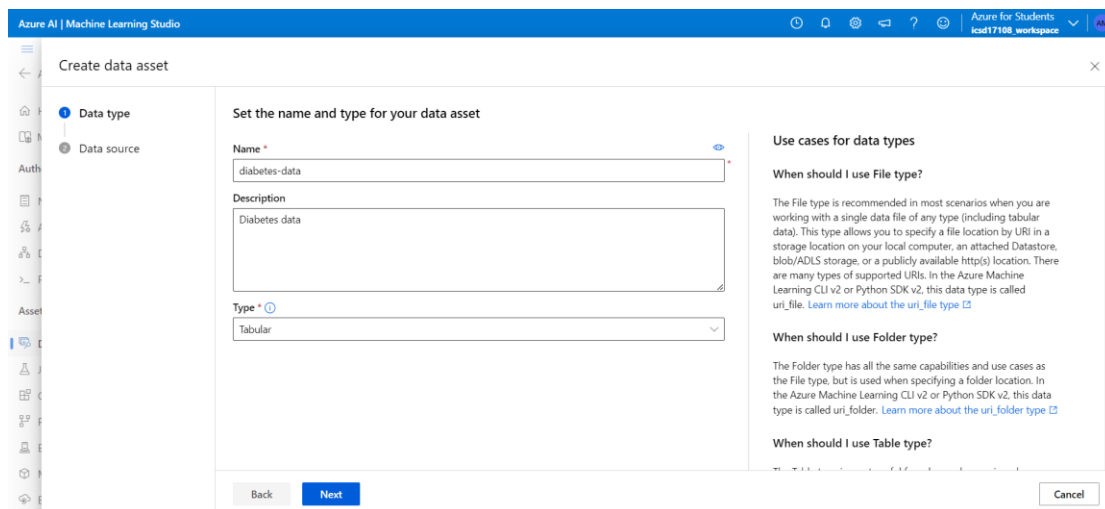 Azure AI | Machine Learning Studio
Azure for Students
icsd17108_workspace
Create data asset
1 Data type
2 Data source
Set the name and type for your data asset
Name *
diabetes-data
*
Description
Diabetes data
Type *
Tabular
Use cases for data types
When should I use File type?
The File type is recommended in most scenarios when you are
working with a single data file of any type (including tabular
data). This type allows you to specify a file location by URI in a
storage location on your local computer, an attached Datastore,
blob/ADLS storage, or a publicly available http(s) location. There
are many types of supported URIs. In the Azure Machine
Learning CLI v2 or Python SDK v2, this data type is called
uri_file. Learn more about the uri_file type
When should I use Folder type?
The Folder type has all the same capabilities and use cases as
the File type, but is used when specifying a folder location. In
the Azure Machine Learning CLI v2 or Python SDK v2, this data
type is called uri_folder. Learn more about the uri_folder type
When should I use Table type?
Auth
Asset
Back
Next
Cancel